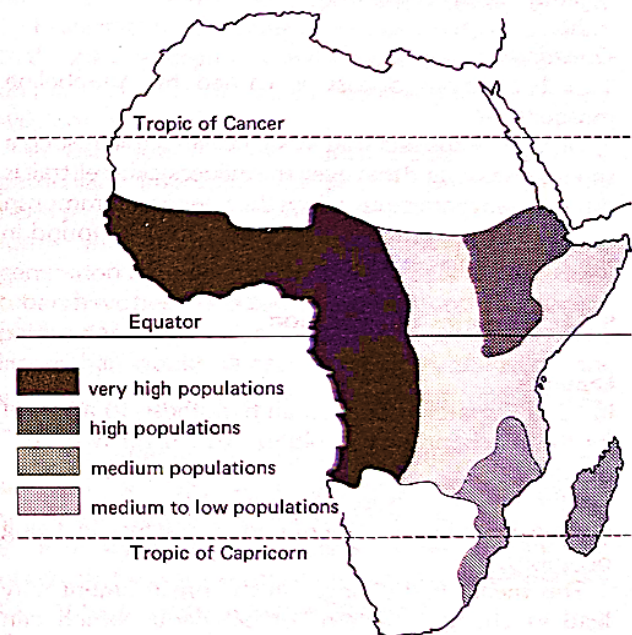 Tropic of Cancer
Equator
very high populations
high populations
medium populations
medium to low populations
Tropic of Capricorn